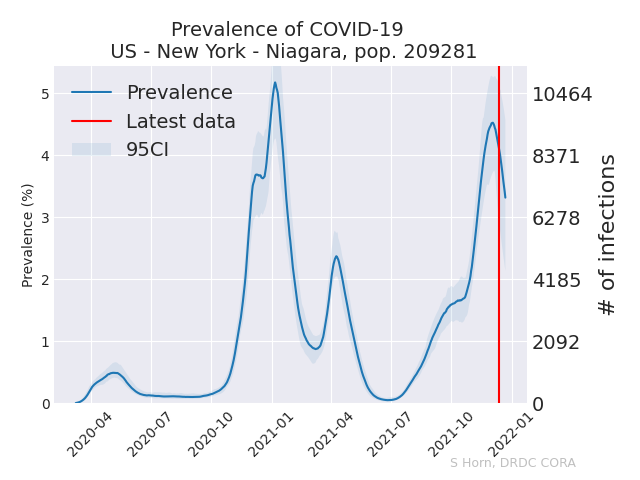 Prevalence of COVID-19
US - New York - Niagara, pop. 209281
Prevalence
Latest data
95CI
Prevalence (%)
5
4
3
2
1
0
10464
8371
6278
4185
2092
0
# of infections
2020-04
2020-07
2020-10
2021-01
2021-04
2021-07
2021-10
2022-01
S Horn, DRDC CORA